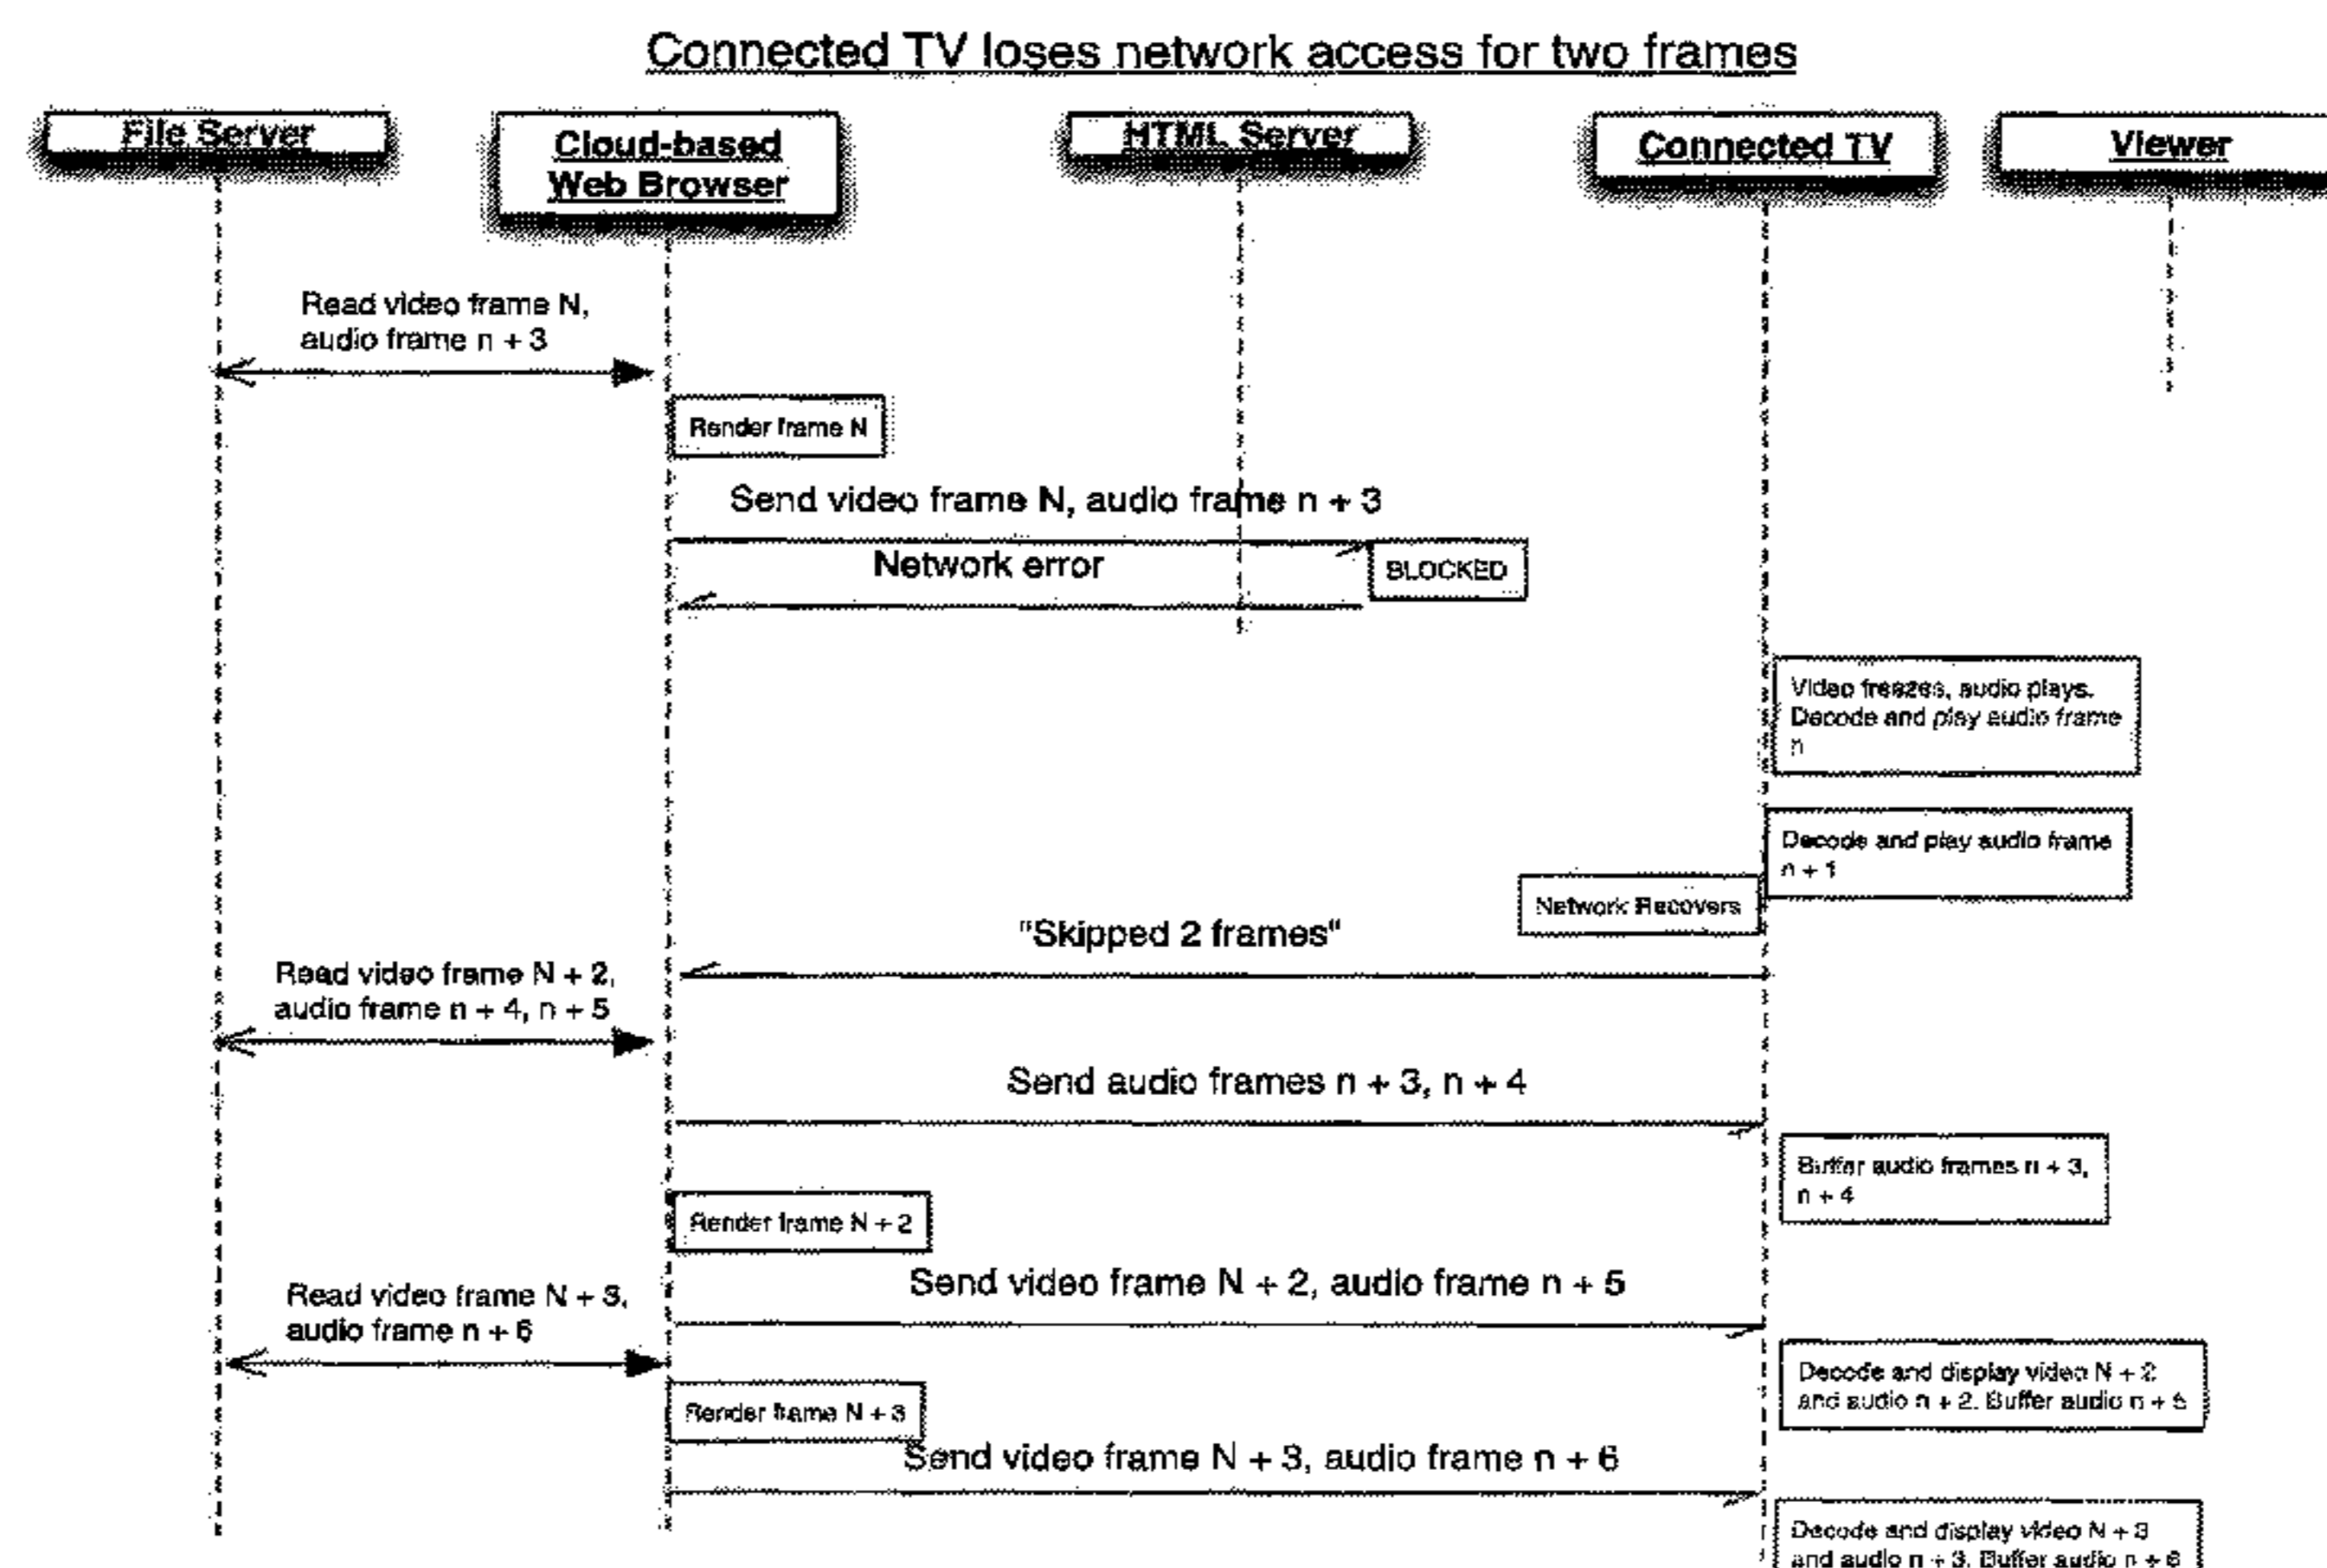 Connected TV loses network access for two frames
File Server
Cloud-based
Web Browser
HTML Server
Connected TV
Viewer
Read video frame N,
audio frame n + 3
Render frame N
Send video frame N, audio frame n + 3
Network error
BLOCKED
Video freezes, audio plays.
Decode and play audio frame
n
Decode and play audio frame
n + 1
Network Recovers
"Skipped 2 frames"
Read video frame N + 2,
audio frame n + 4, n + 5
Send audio frames n + 3, n + 4
Buffer audio frames n + 3,
n + 4
Render frame N + 2
Send video frame N + 2, audio frame n + 5
Read video frame N + 3,
audio frame n + 6
Decode and display video N + 2
and audio n + 2. Buffer audio n + 5
Render frame N + 3
Send video frame N + 3, audio frame n + 6
Decode and display video N + 3
and audio n + 3. Buffer audio n + 6